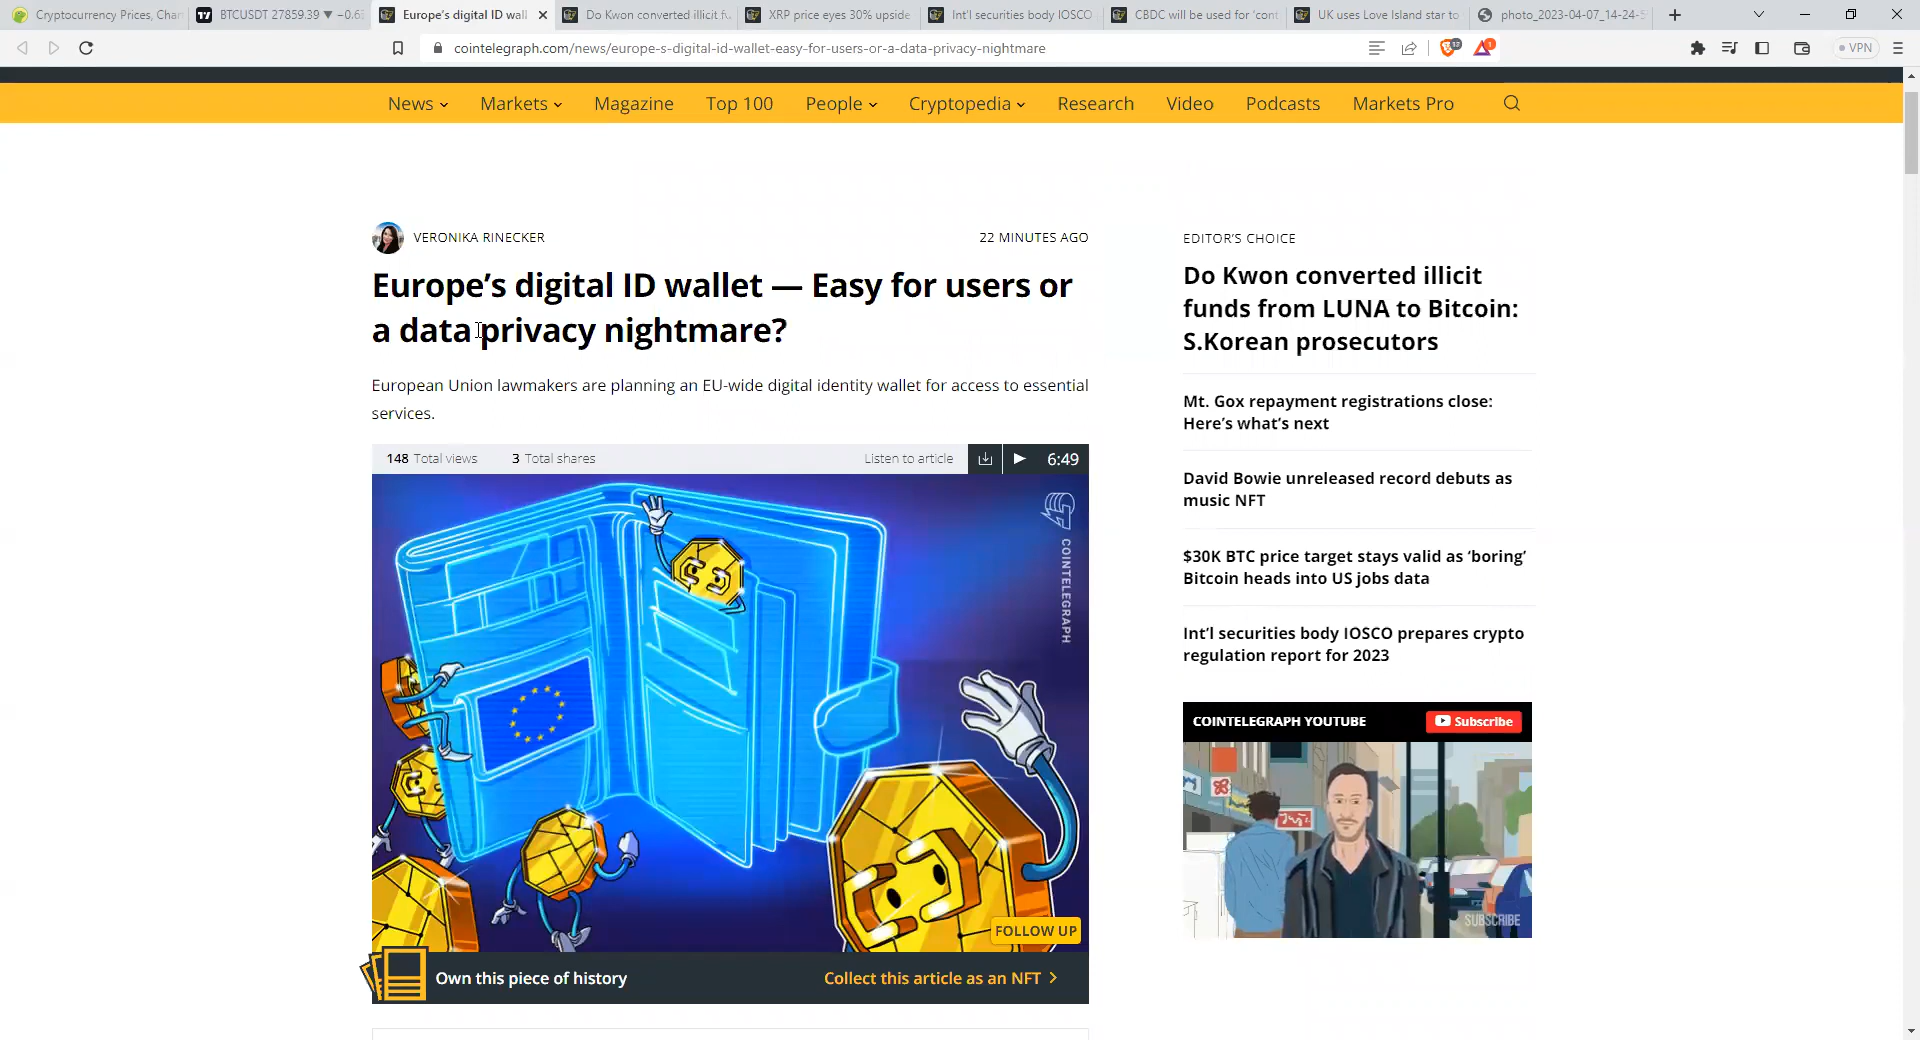 Cryptocurrency Prices, Char
BTCUSDT 27859.39 ▼ −0.6
Europe's digital ID wall
Do Kwon converted illicit fu
XRP price eyes 30% upside
Int'l securities body IOSCO
CBDC will be used for 'cont
UK uses Love Island star to
photo_2023-04-07_14-24-5
cointelegraph.com/news/europe-s-digital-id-wallet-easy-for-users-or-a-data-privacy-nightmare
VPN
News Markets Magazine Top 100 People Cryptopedia Research Video Podcasts Markets Pro
VERONIKA RINECKER
22 MINUTES AGO
Europe's digital ID wallet — Easy for users or
a data privacy nightmare?
European Union lawmakers are planning an EU-wide digital identity wallet for access to essential
services.
148 Total views 3 Total shares Listen to article 6:49
COINTELEGRAPH
FOLLOW UP
Own this piece of history
Collect this article as an NFT >
EDITOR'S CHOICE
Do Kwon converted illicit
funds from LUNA to Bitcoin:
S.Korean prosecutors
Mt. Gox repayment registrations close:
Here's what's next
David Bowie unreleased record debuts as
music NFT
$30K BTC price target stays valid as 'boring'
Bitcoin heads into US jobs data
Int'l securities body IOSCO prepares crypto
regulation report for 2023
COINTELEGRAPH YOUTUBE
Subscribe
SUBSCRIBE